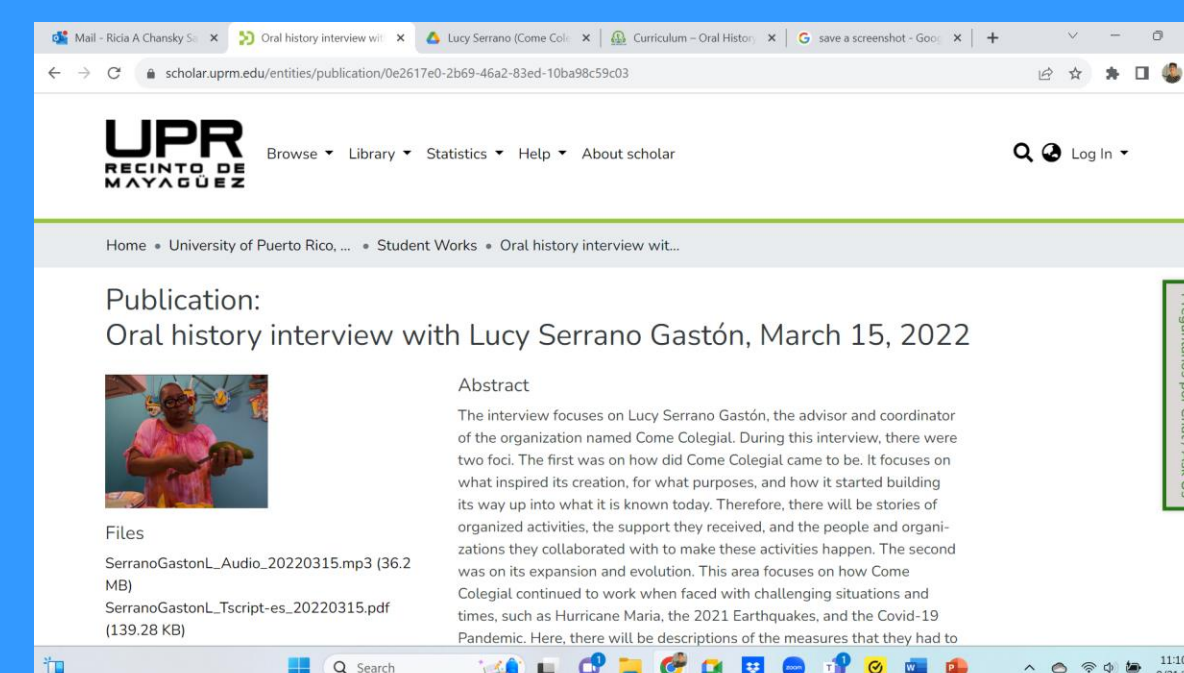 Mail - Ricia A Chansky Sa
Oral history interview wit
Lucy Serrano (Come Cole
Curriculum – Oral History
save a screenshot - Goog
scholar.uprm.edu/entities/publication/0e2617e0-2b69-46a2-83ed-10ba98c59c03
UPR
RECINTO DE
MAYAGÜEZ
Browse Library Statistics Help About scholar
Log In
Home • University of Puerto Rico, ... • Student Works • Oral history interview wit...
Publication:
Oral history interview with Lucy Serrano Gastón, March 15, 2022
Abstract
The interview focuses on Lucy Serrano Gastón, the advisor and coordinator
of the organization named Come Colegial. During this interview, there were
two foci. The first was on how did Come Colegial came to be. It focuses on
what inspired its creation, for what purposes, and how it started building
its way up into what it is known today. Therefore, there will be stories of
organized activities, the support they received, and the people and organi-
zations they collaborated with to make these activities happen. The second
was on its expansion and evolution. This area focuses on how Come
Colegial continued to work when faced with challenging situations and
times, such as Hurricane Maria, the 2021 Earthquakes, and the Covid-19
Pandemic. Here, there will be descriptions of the measures that they had to
Files
SerranoGastonL_Audio_20220315.mp3 (36.2
MB)
SerranoGastonL_Tscript-es_20220315.pdf
(139.28 KB)
Search